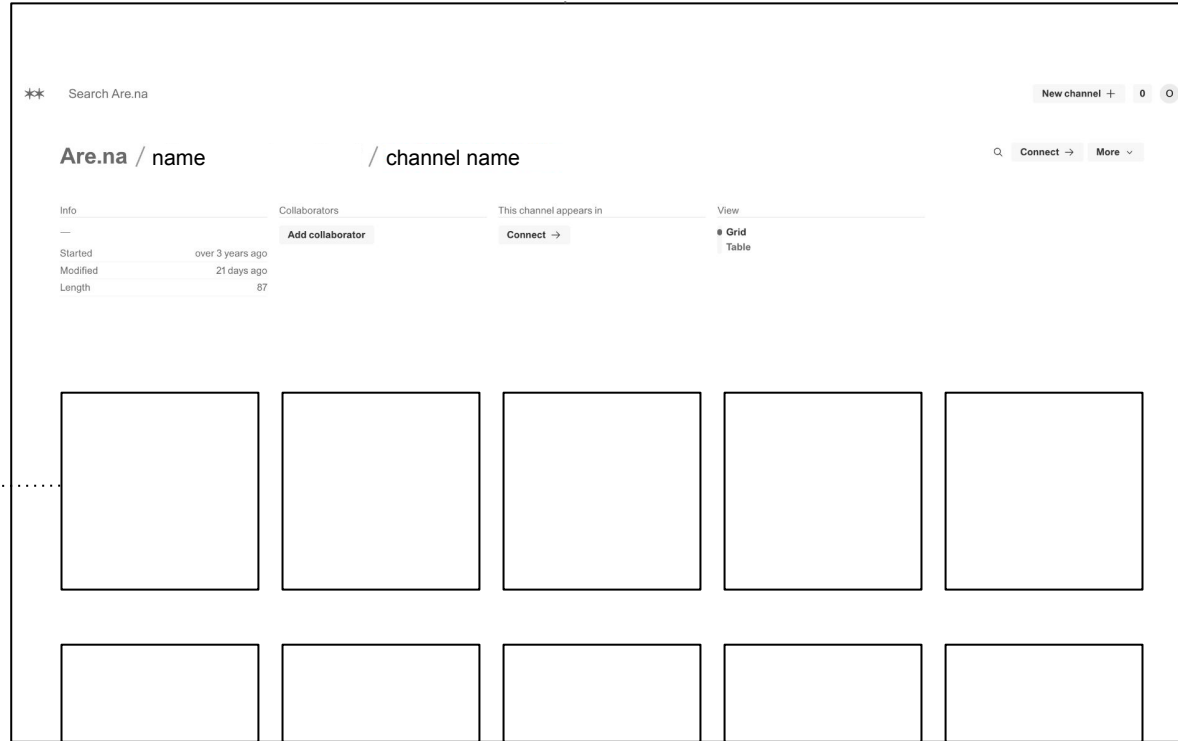 Search Are.na
New channel + 0 O
Are.na / name / channel name
Connect → More
Info
—
Started over 3 years ago
Modified 21 days ago
Length 87
Collaborators
Add collaborator
This channel appears in
Connect →
View
Grid
Table